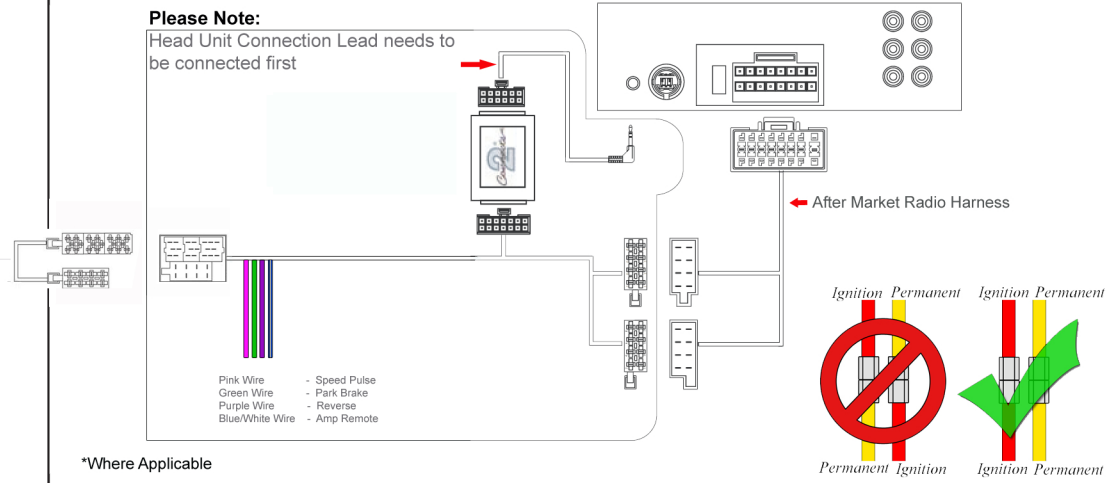 Please Note:
Head Unit Connection Lead needs to
be connected first
2
Connects
After Market Radio Harness
Ignition Permanent Ignition Permanent
Pink Wire - Speed Pulse
Green Wire - Park Brake
Purple Wire - Reverse
Blue/White Wire - Amp Remote
Permanent Ignition Ignition Permanent
*Where Applicable